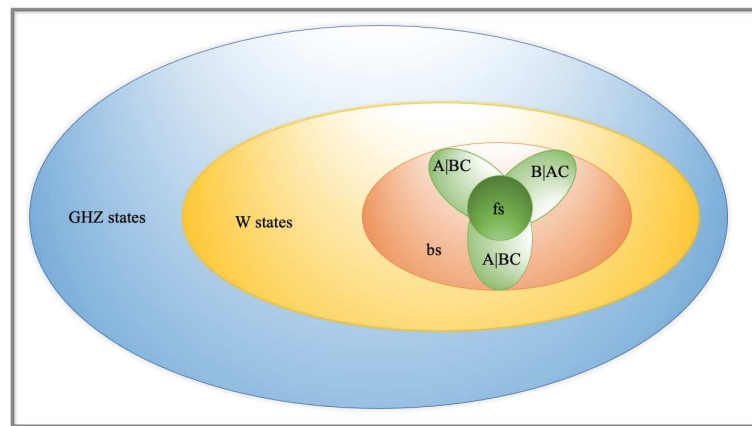 A|BC
B|AC
fs
GHZ states
W states
bs
A|BC